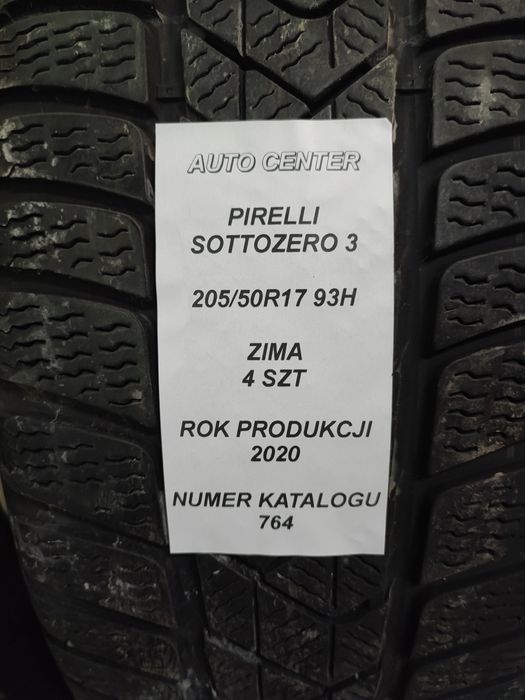 AUTO CENTER
PIRELLI
SOTTOZERO 3
205/50R17 93H
ZIMA
4 SZT
ROK PRODUKCJI
2020
NUMER KATALOGU
764